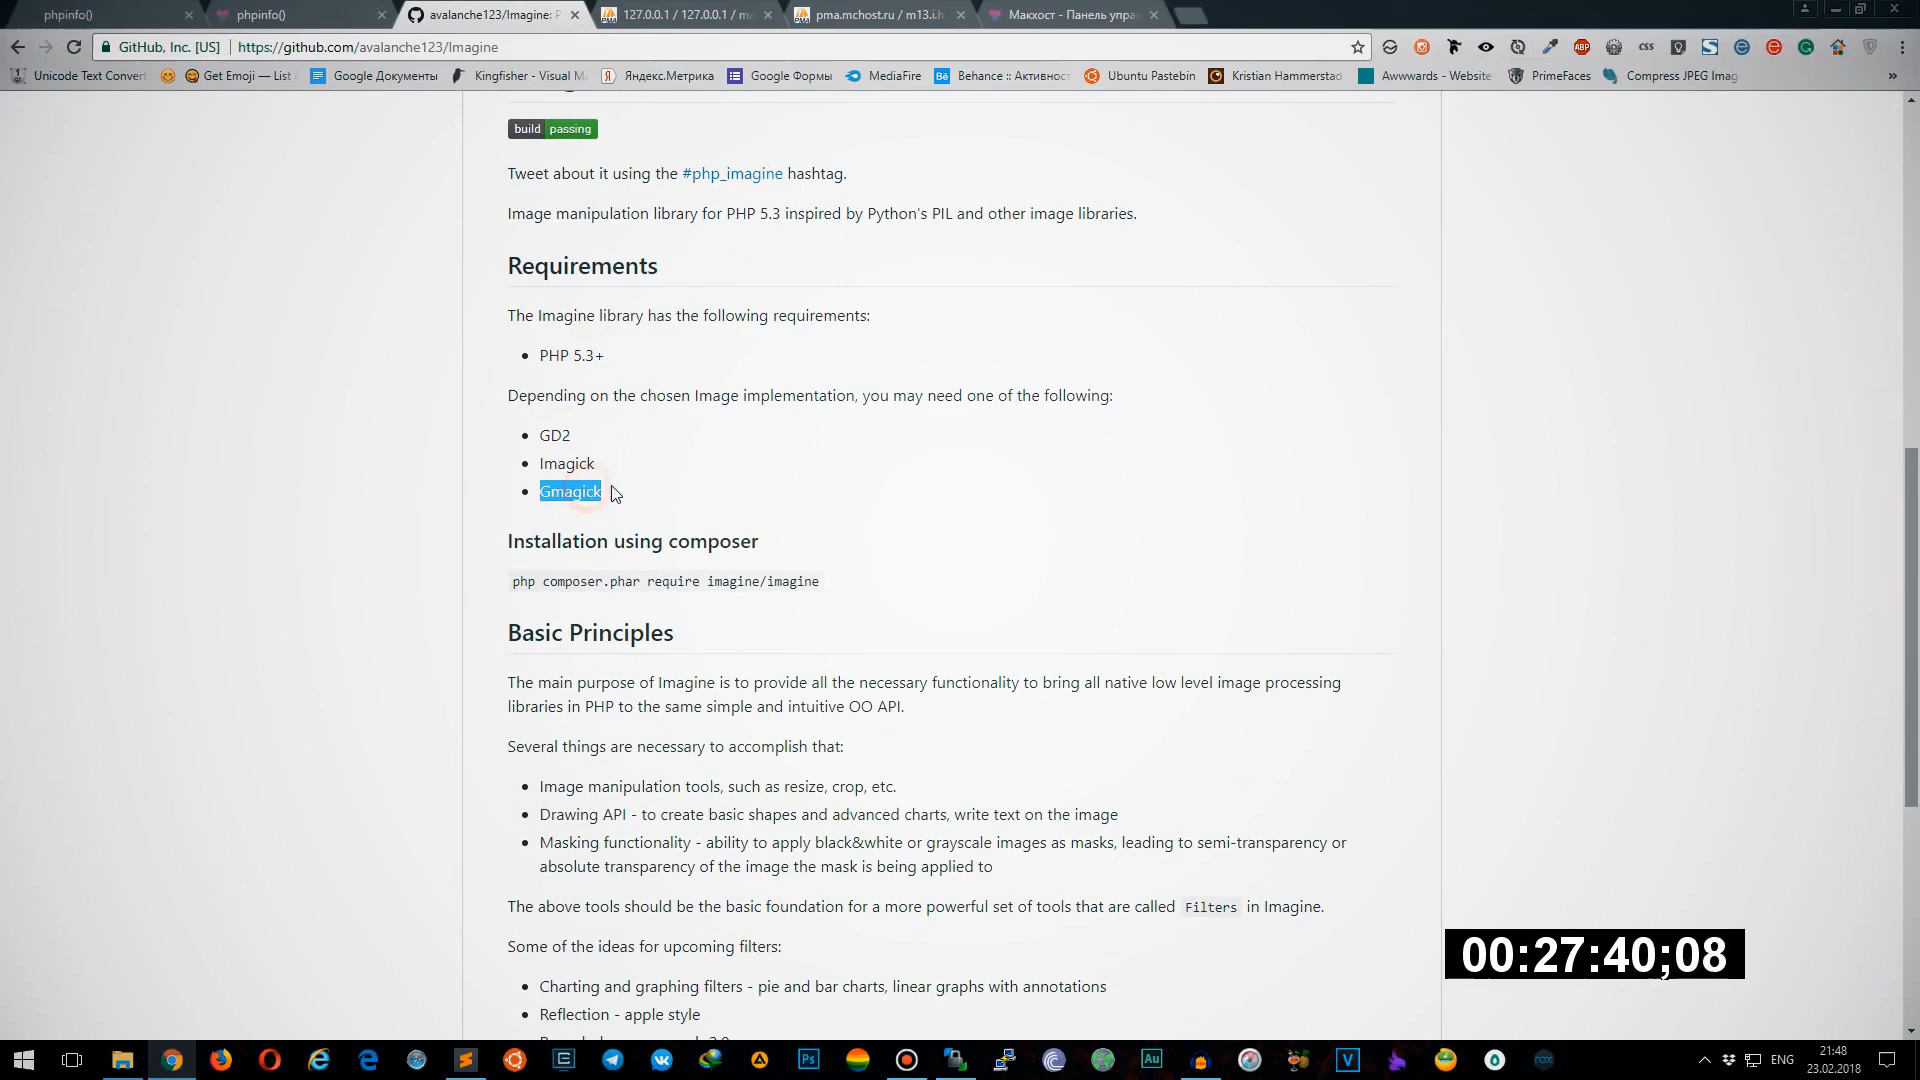 phpinfo()
phpinfo()
avalanche123/Imagine: P
127.0.0.1 / 127.0.0.1 / m
pma.mchost.ru / m13.i.h
Макхост - Панель упра
GitHub, Inc. [US]
https://github.com/avalanche123/Imagine
ABP
CSS
Unicode Text Convert
Get Emoji — List
Google Документы
Kingfisher - Visual M
Яндекс.Метрика
Google Формы
MediaFire
Behance :: Активнос
Ubuntu Pastebin
Kristian Hammerstad
Awwwards - Website
PrimeFaces
Compress JPEG Imag
build passing
Tweet about it using the #php_imagine hashtag.
Image manipulation library for PHP 5.3 inspired by Python's PIL and other image libraries.
Requirements
The Imagine library has the following requirements:
• PHP 5.3+
Depending on the chosen Image implementation, you may need one of the following:
• GD2
• Imagick
• Gmagick
Installation using composer
php composer.phar require imagine/imagine
Basic Principles
The main purpose of Imagine is to provide all the necessary functionality to bring all native low level image processing
libraries in PHP to the same simple and intuitive OO API.
Several things are necessary to accomplish that:
• Image manipulation tools, such as resize, crop, etc.
• Drawing API - to create basic shapes and advanced charts, write text on the image
• Masking functionality - ability to apply black&white or grayscale images as masks, leading to semi-transparency or
absolute transparency of the image the mask is being applied to
The above tools should be the basic foundation for a more powerful set of tools that are called Filters in Imagine.
Some of the ideas for upcoming filters:
• Charting and graphing filters - pie and bar charts, linear graphs with annotations
• Reflection - apple style
00:27:40;08
Ps
Au
V
ENG
21:48
23.02.2018